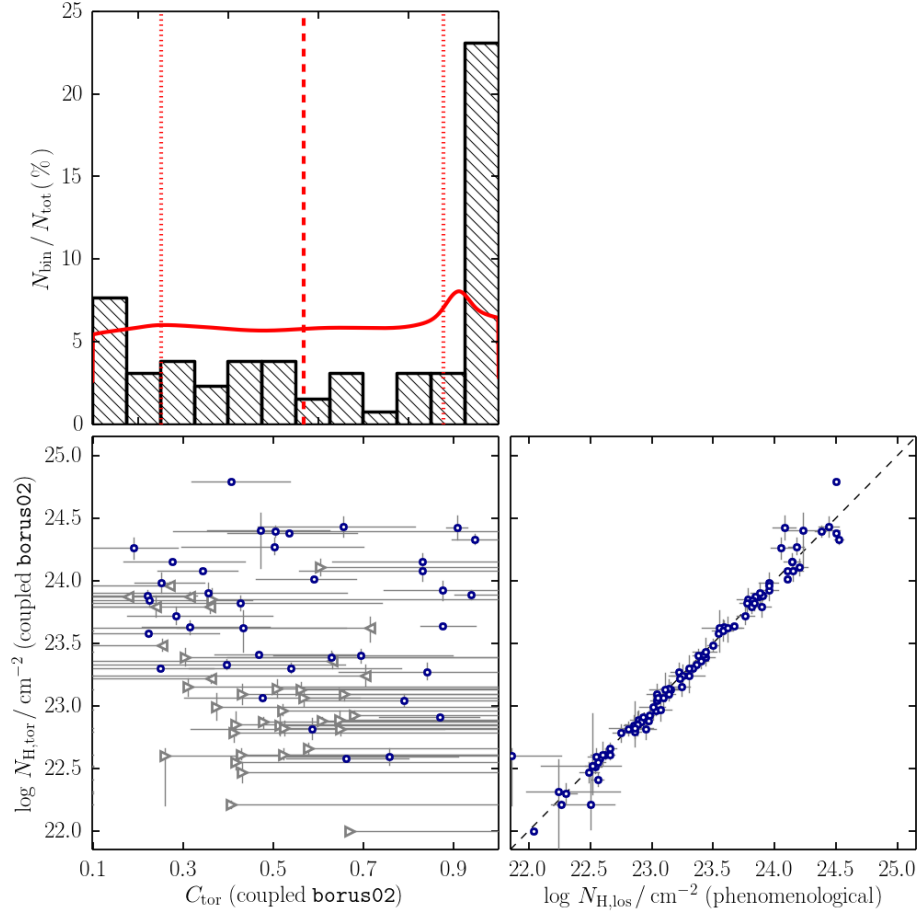 25
20
15
10
5
0
N_bin / N_tot (%)
25.0
24.5
24.0
23.5
23.0
22.5
22.0
log N_H,tor / cm^−2 (coupled borus02)
0.1 0.3 0.5 0.7 0.9
C_tor (coupled borus02)
22.0 22.5 23.0 23.5 24.0 24.5 25.0
log N_H,los / cm^−2 (phenomenological)